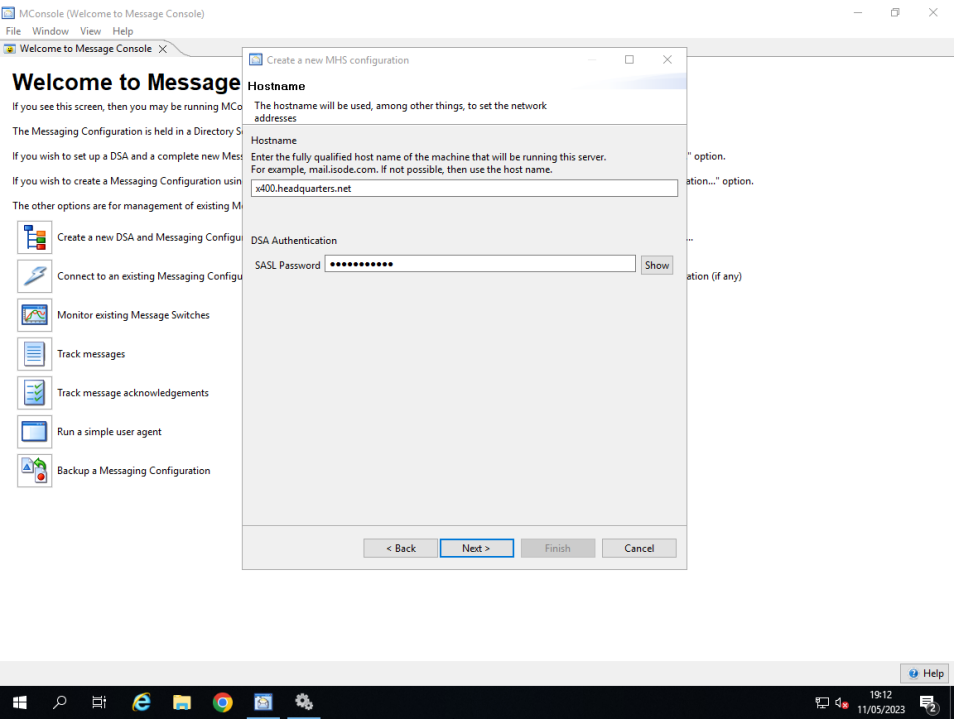 MConsole (Welcome to Message Console)
File Window View Help
Welcome to Message Console
Welcome to Message
If you see this screen, then you may be running MCo
The Messaging Configuration is held in a Directory S
If you wish to set up a DSA and a complete new Mess
" option.
If you wish to create a Messaging Configuration usin
ation..." option.
The other options are for management of existing M
Create a new DSA and Messaging Configu
...
Connect to an existing Messaging Configu
ation (if any)
Monitor existing Message Switches
Track messages
Track message acknowledgements
Run a simple user agent
Backup a Messaging Configuration
Create a new MHS configuration
Hostname
The hostname will be used, among other things, to set the network
addresses
Hostname
Enter the fully qualified host name of the machine that will be running this server.
For example, mail.isode.com. If not possible, then use the host name.
x400.headquarters.net
DSA Authentication
SASL Password ●●●●●●●●●●● Show
< Back Next > Finish Cancel
Help
19:12
11/05/2023
2